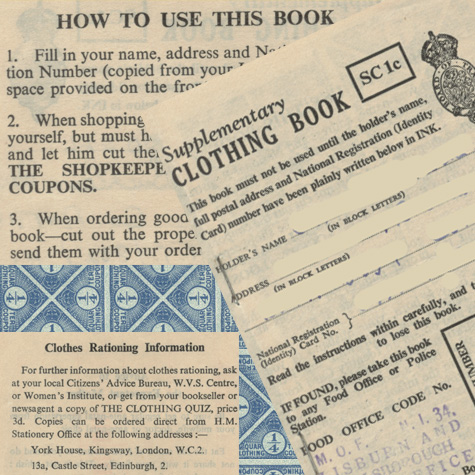 HOW TO USE THIS BOOK
1. Fill in your name, address and
tion Number (copied from your
space provided on the
2. When shopping
yourself, but must
and let him cut the
THE SHOPKEEPE
COUPONS.
3. When ordering good
book—cut out the prope
send them with your order
Supplementary
CLOTHING BOOK
SC 1c
This book must not be used until the holder's name,
full postal address and National Registration (Identity
Card) number have been plainly written below in INK.
HOLDER'S NAME
(IN BLOCK LETTERS)
ADDRESS
(IN BLOCK LETTERS)
National Registration
(Identity) Card No.
Read the instructions within carefully, and
to lose this book.
IF FOUND, please take this book
to any Food Office or Police
Station.
FOOD OFFICE CODE No.
M. O. F. N.I. 34.
1/4
1/4
1/4
Clothes Rationing Information
For further information about clothes rationing, ask
at your local Citizens' Advice Bureau, W.V.S. Centre,
or Women's Institute, or get from your bookseller or
newsagent a copy of THE CLOTHING QUIZ, price
3d. Copies can be ordered direct from H.M.
Stationery Office at the following addresses :—
York House, Kingsway, London, W.C.2.
13a, Castle Street, Edinburgh, 2.